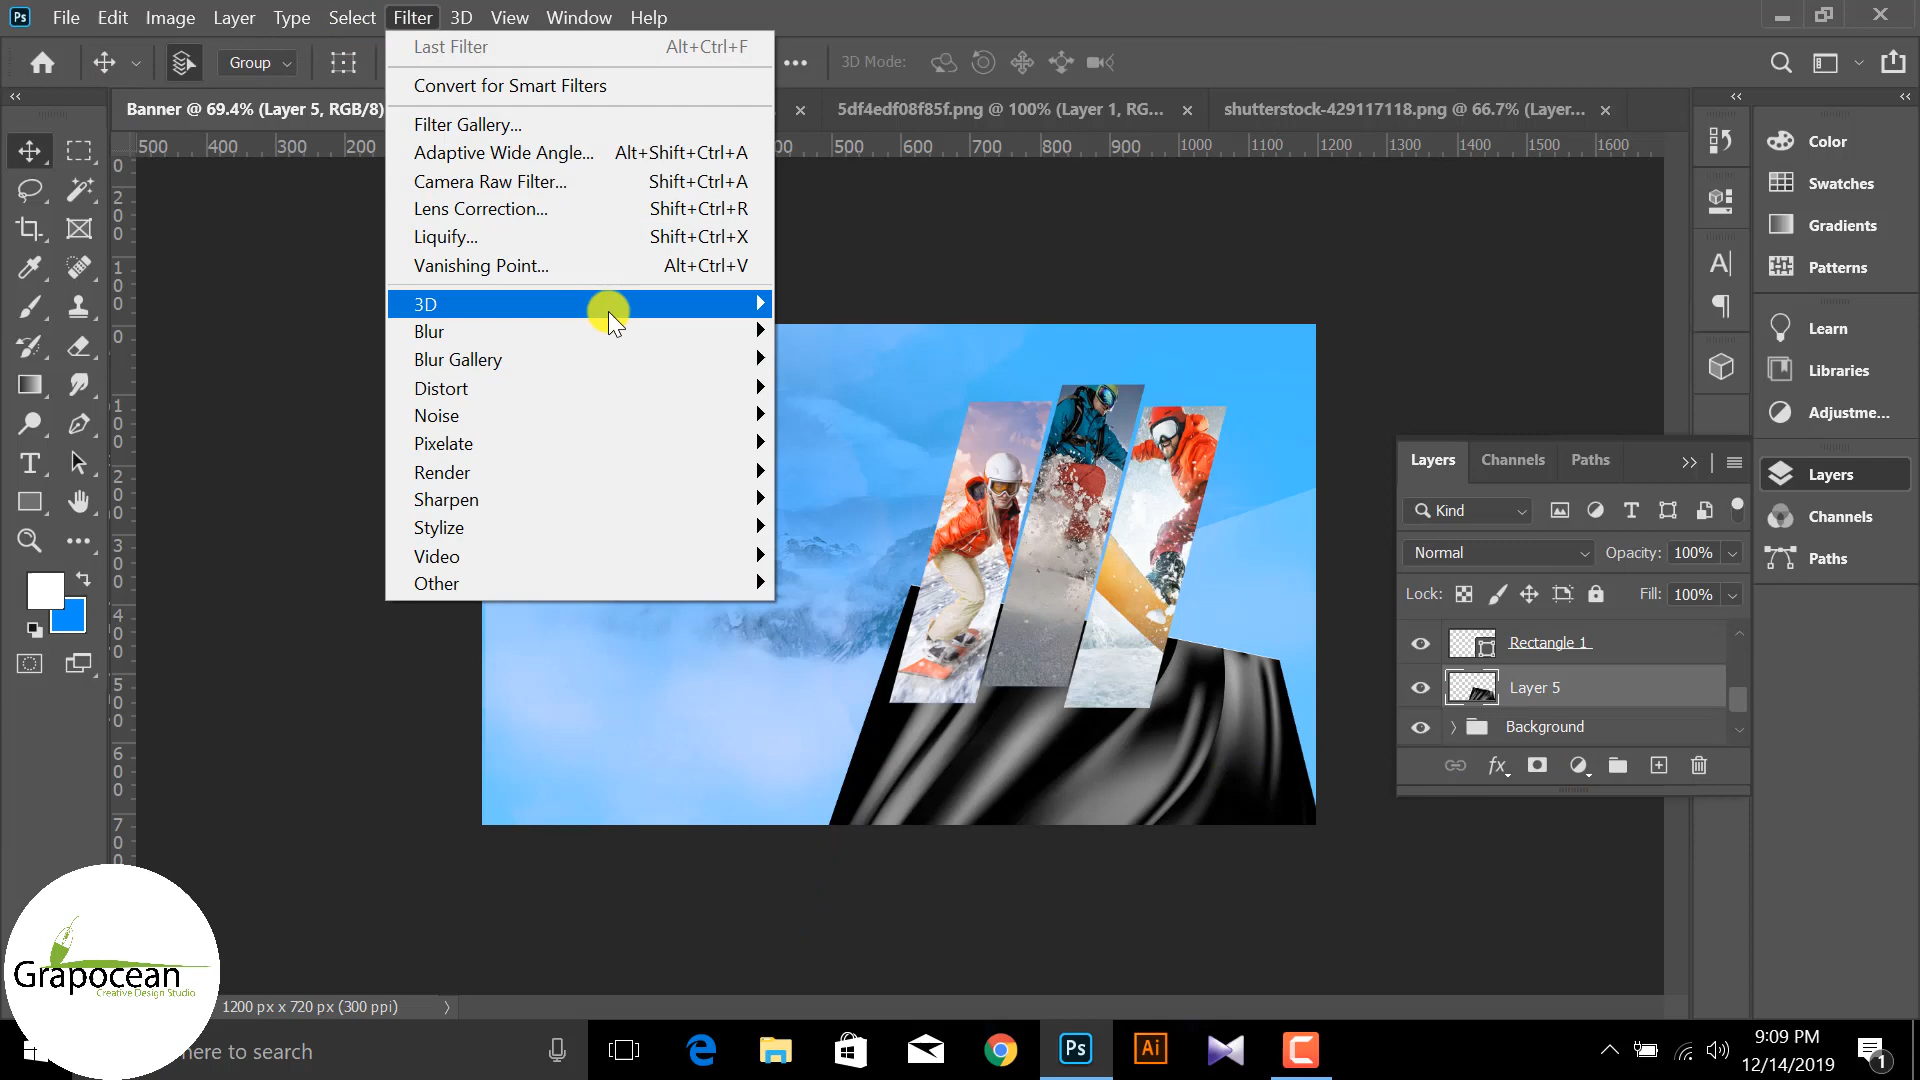 Ps File Edit Image Layer Type Select Filter 3D View Window Help
Group
3D Mode:
Last Filter Alt+Ctrl+F
Convert for Smart Filters
Filter Gallery...
Adaptive Wide Angle... Alt+Shift+Ctrl+A
Camera Raw Filter... Shift+Ctrl+A
Lens Correction... Shift+Ctrl+R
Liquify... Shift+Ctrl+X
Vanishing Point... Alt+Ctrl+V
3D
Blur
Blur Gallery
Distort
Noise
Pixelate
Render
Sharpen
Stylize
Video
Other
Banner @ 69.4% (Layer 5, RGB/8)
5df4edf08f85f.png @ 100% (Layer 1, RG...
shutterstock-429117118.png @ 66.7% (Layer...
500 400 300 200 500 600 700 800 900 1000 1100 1200 1300 1400 1500 1600
Color
Swatches
Gradients
Patterns
Learn
Libraries
Adjustme...
Layers
Channels
Paths
Layers Channels Paths
Kind
Normal Opacity: 100%
Lock: Fill: 100%
Rectangle 1
Layer 5
Background
fx
Grapocean
Creative Design Studio
1200 px x 720 px (300 ppi)
here to search
Ps
Ai
9:09 PM
12/14/2019
1